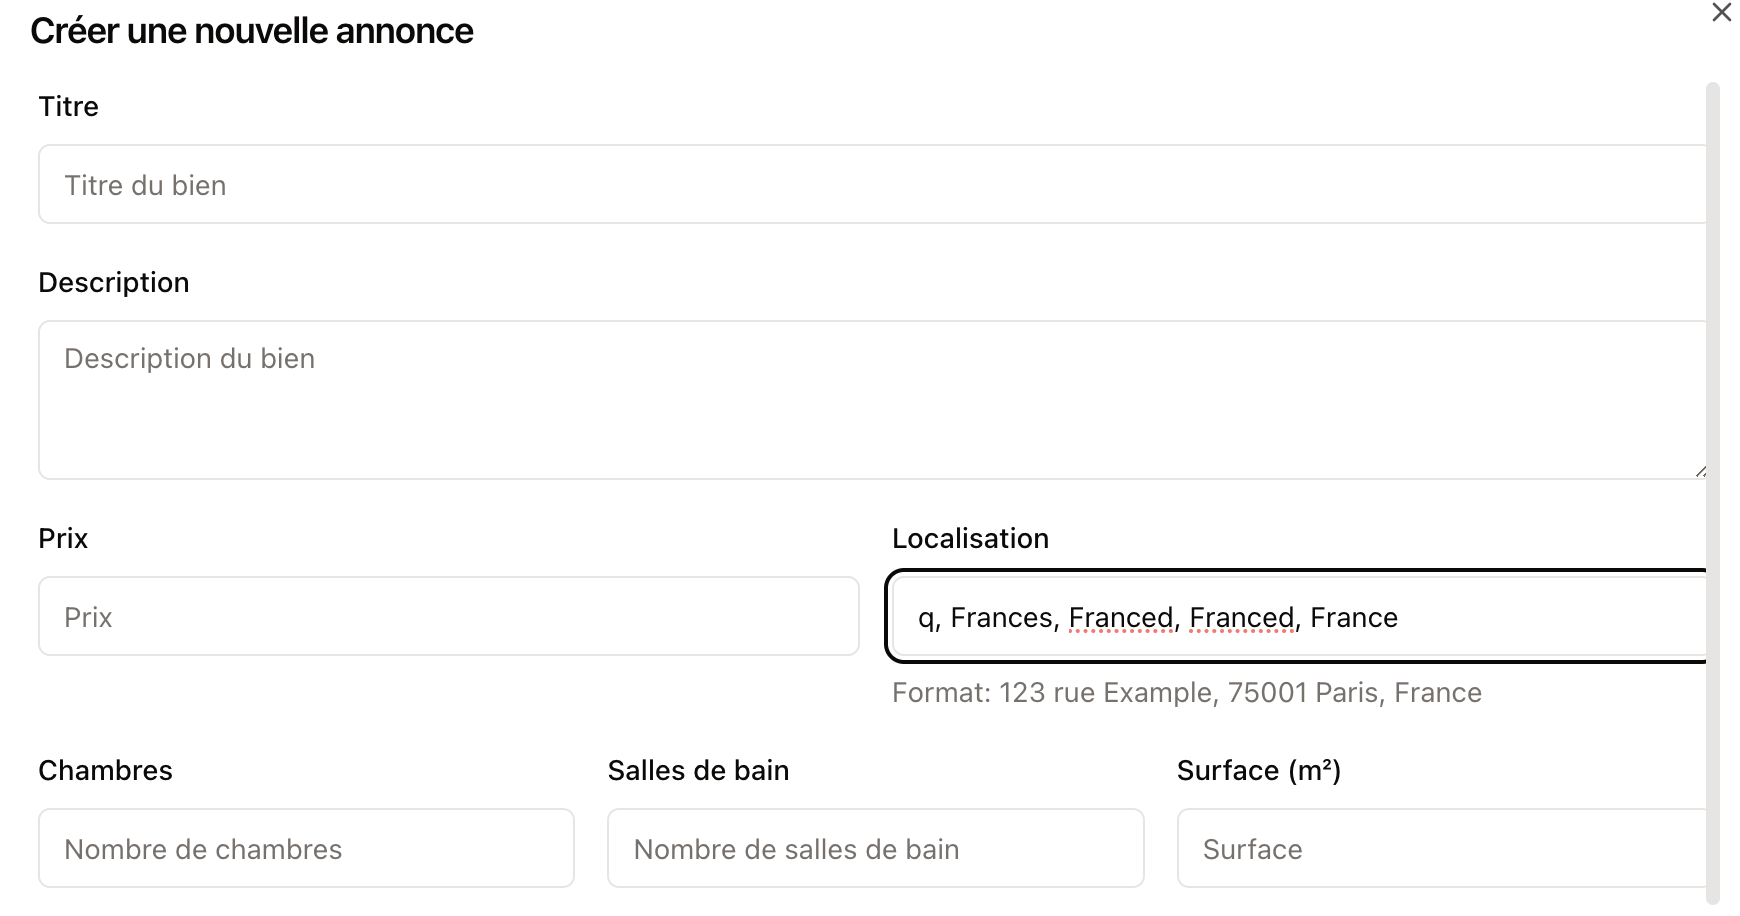 Créer une nouvelle annonce
Titre
Titre du bien
Description
Description du bien
Prix
Localisation
Prix
q, Frances, Franced, Franced, France
Format: 123 rue Example, 75001 Paris, France
Chambres
Salles de bain
Surface (m²)
Nombre de chambres
Nombre de salles de bain
Surface